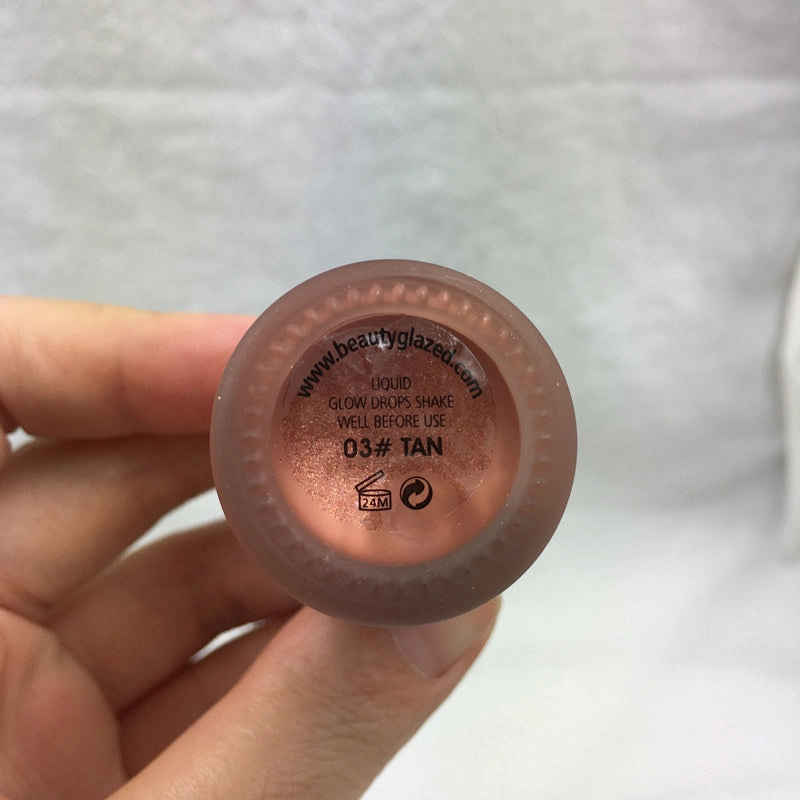 www.beautyglazed.com
LIQUID
GLOW DROPS SHAKE
WELL BEFORE USE
03# TAN
24M